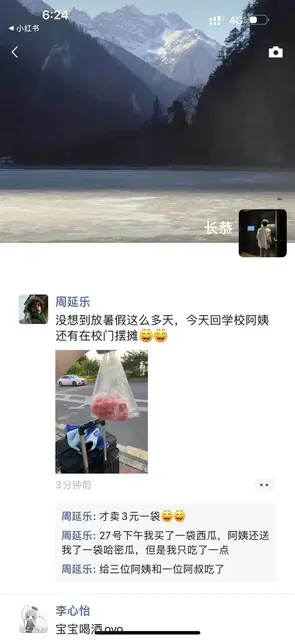 6:24
4G
小红书
长恭
周延乐
没想到放暑假这么多天，今天回学校阿姨
还有在校门摆摊😅😅
3分钟前
周延乐: 才卖3元一袋😅😅
周延乐: 27号下午我买了一袋西瓜，阿姨还送
我了一袋哈密瓜，但是我只吃了一点
周延乐: 给三位阿姨和一位阿叔吃了
李心怡
宝宝喝酒ovo